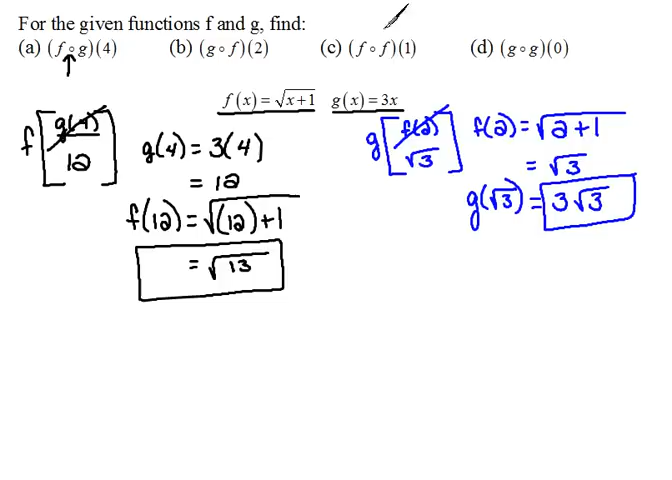 For the given functions f and g, find:
(a) (f∘g)(4) (b) (g∘f)(2) (c) (f∘f)(1) (d) (g∘g)(0)
f(x)=√x+1 g(x)=3x
f[g(4)
12]
g(4)=3(4)
=12
f(12)=√(12)+1
=√13
g[f(2)
√3]
f(2)=√2+1
=√3
g(√3)=3√3